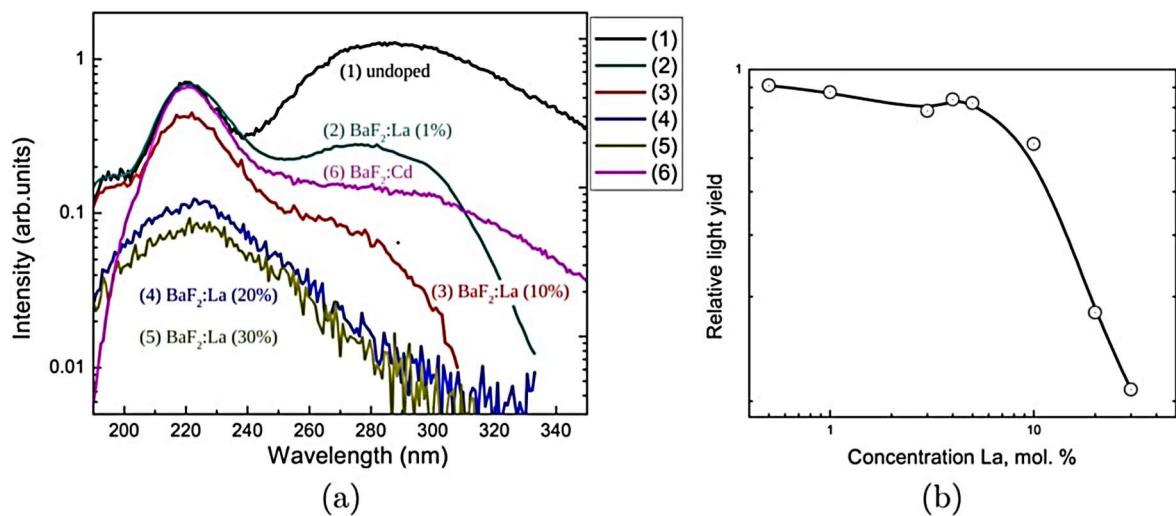 1
0.1
0.01
Intensity (arb.units)
200 220 240 260 280 300 320 340
Wavelength (nm)
(1) undoped
(2) BaF₂:La (1%)
(6) BaF₂:Cd
(3) BaF₂:La (10%)
(4) BaF₂:La (20%)
(5) BaF₂:La (30%)
(1)
(2)
(3)
(4)
(5)
(6)
(a)
1
Relative light yield
1 10
Concentration La, mol. %
(b)